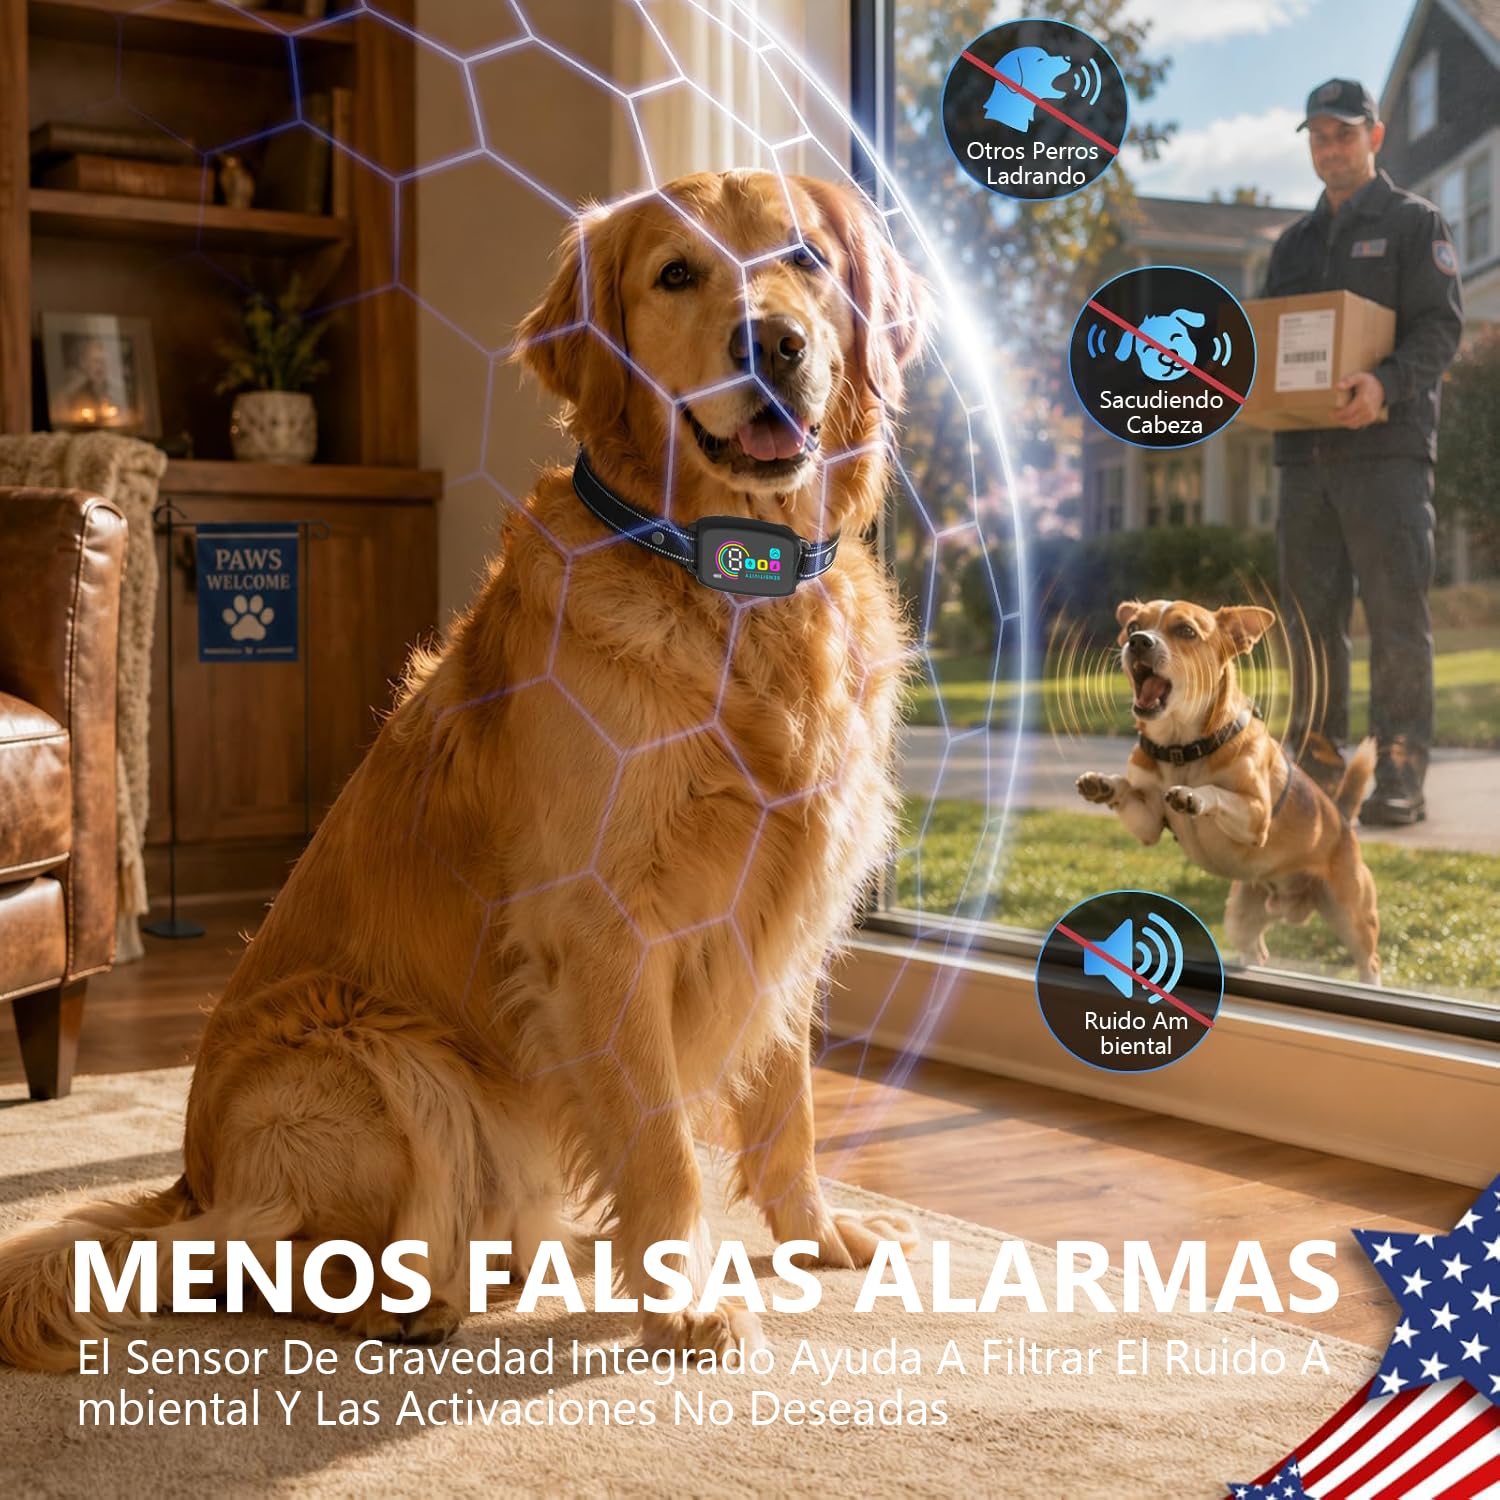 Otros Perros
Ladrando
Sacudiendo
Cabeza
PAWS
WELCOME
SENSITIVITY
Ruido Am
biental
MENOS FALSAS ALARMAS
El Sensor De Gravedad Integrado Ayuda A Filtrar El Ruido A
mbiental Y Las Activaciones No Deseadas